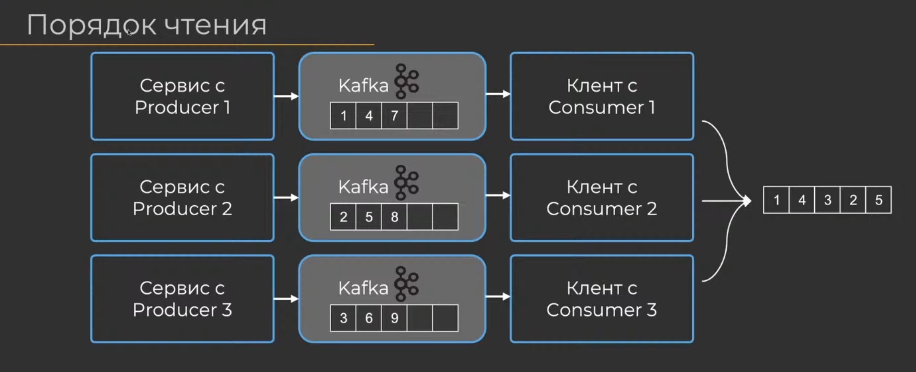 Порядок чтения
Сервис с
Producer 1
Kafka
1 4 7
Клент с
Consumer 1
Сервис с
Producer 2
Kafka
2 5 8
Клент с
Consumer 2
1 4 3 2 5
Сервис с
Producer 3
Kafka
3 6 9
Клент с
Consumer 3